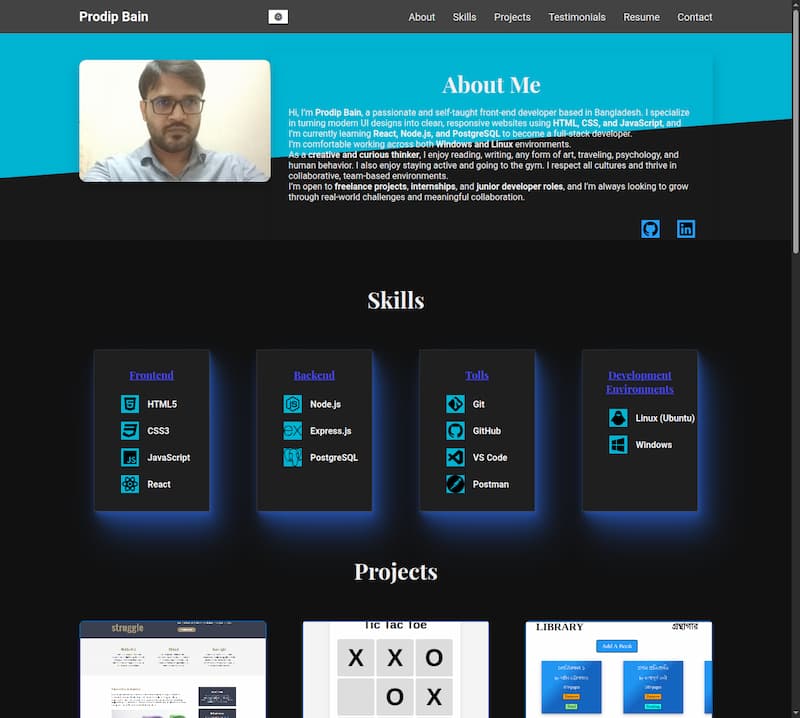 Prodip Bain
About Skills Projects Testimonials Resume Contact
About Me
Hi, I'm Prodip Bain, a passionate and self-taught front-end developer based in Bangladesh. I specialize
in turning modern UI designs into clean, responsive websites using HTML, CSS, and JavaScript, and
I'm currently learning React, Node.js, and PostgreSQL to become a full-stack developer.
I'm comfortable working across both Windows and Linux environments.
As a creative and curious thinker, I enjoy reading, writing, any form of art, traveling, psychology, and
human behavior. I also enjoy staying active and going to the gym. I respect all cultures and thrive in
collaborative, team-based environments.
I'm open to freelance projects, internships, and junior developer roles, and I'm always looking to grow
through real-world challenges and meaningful collaboration.
Skills
Frontend
HTML5
CSS3
JavaScript
React
Backend
Node.js
Express.js
PostgreSQL
Tolls
Git
GitHub
VS Code
Postman
Development
Environments
Linux (Ubuntu)
Windows
Projects
struggle
Tic Tac Toe
X X O
O X
LIBRARY গ্রন্থাগার
Add A Book